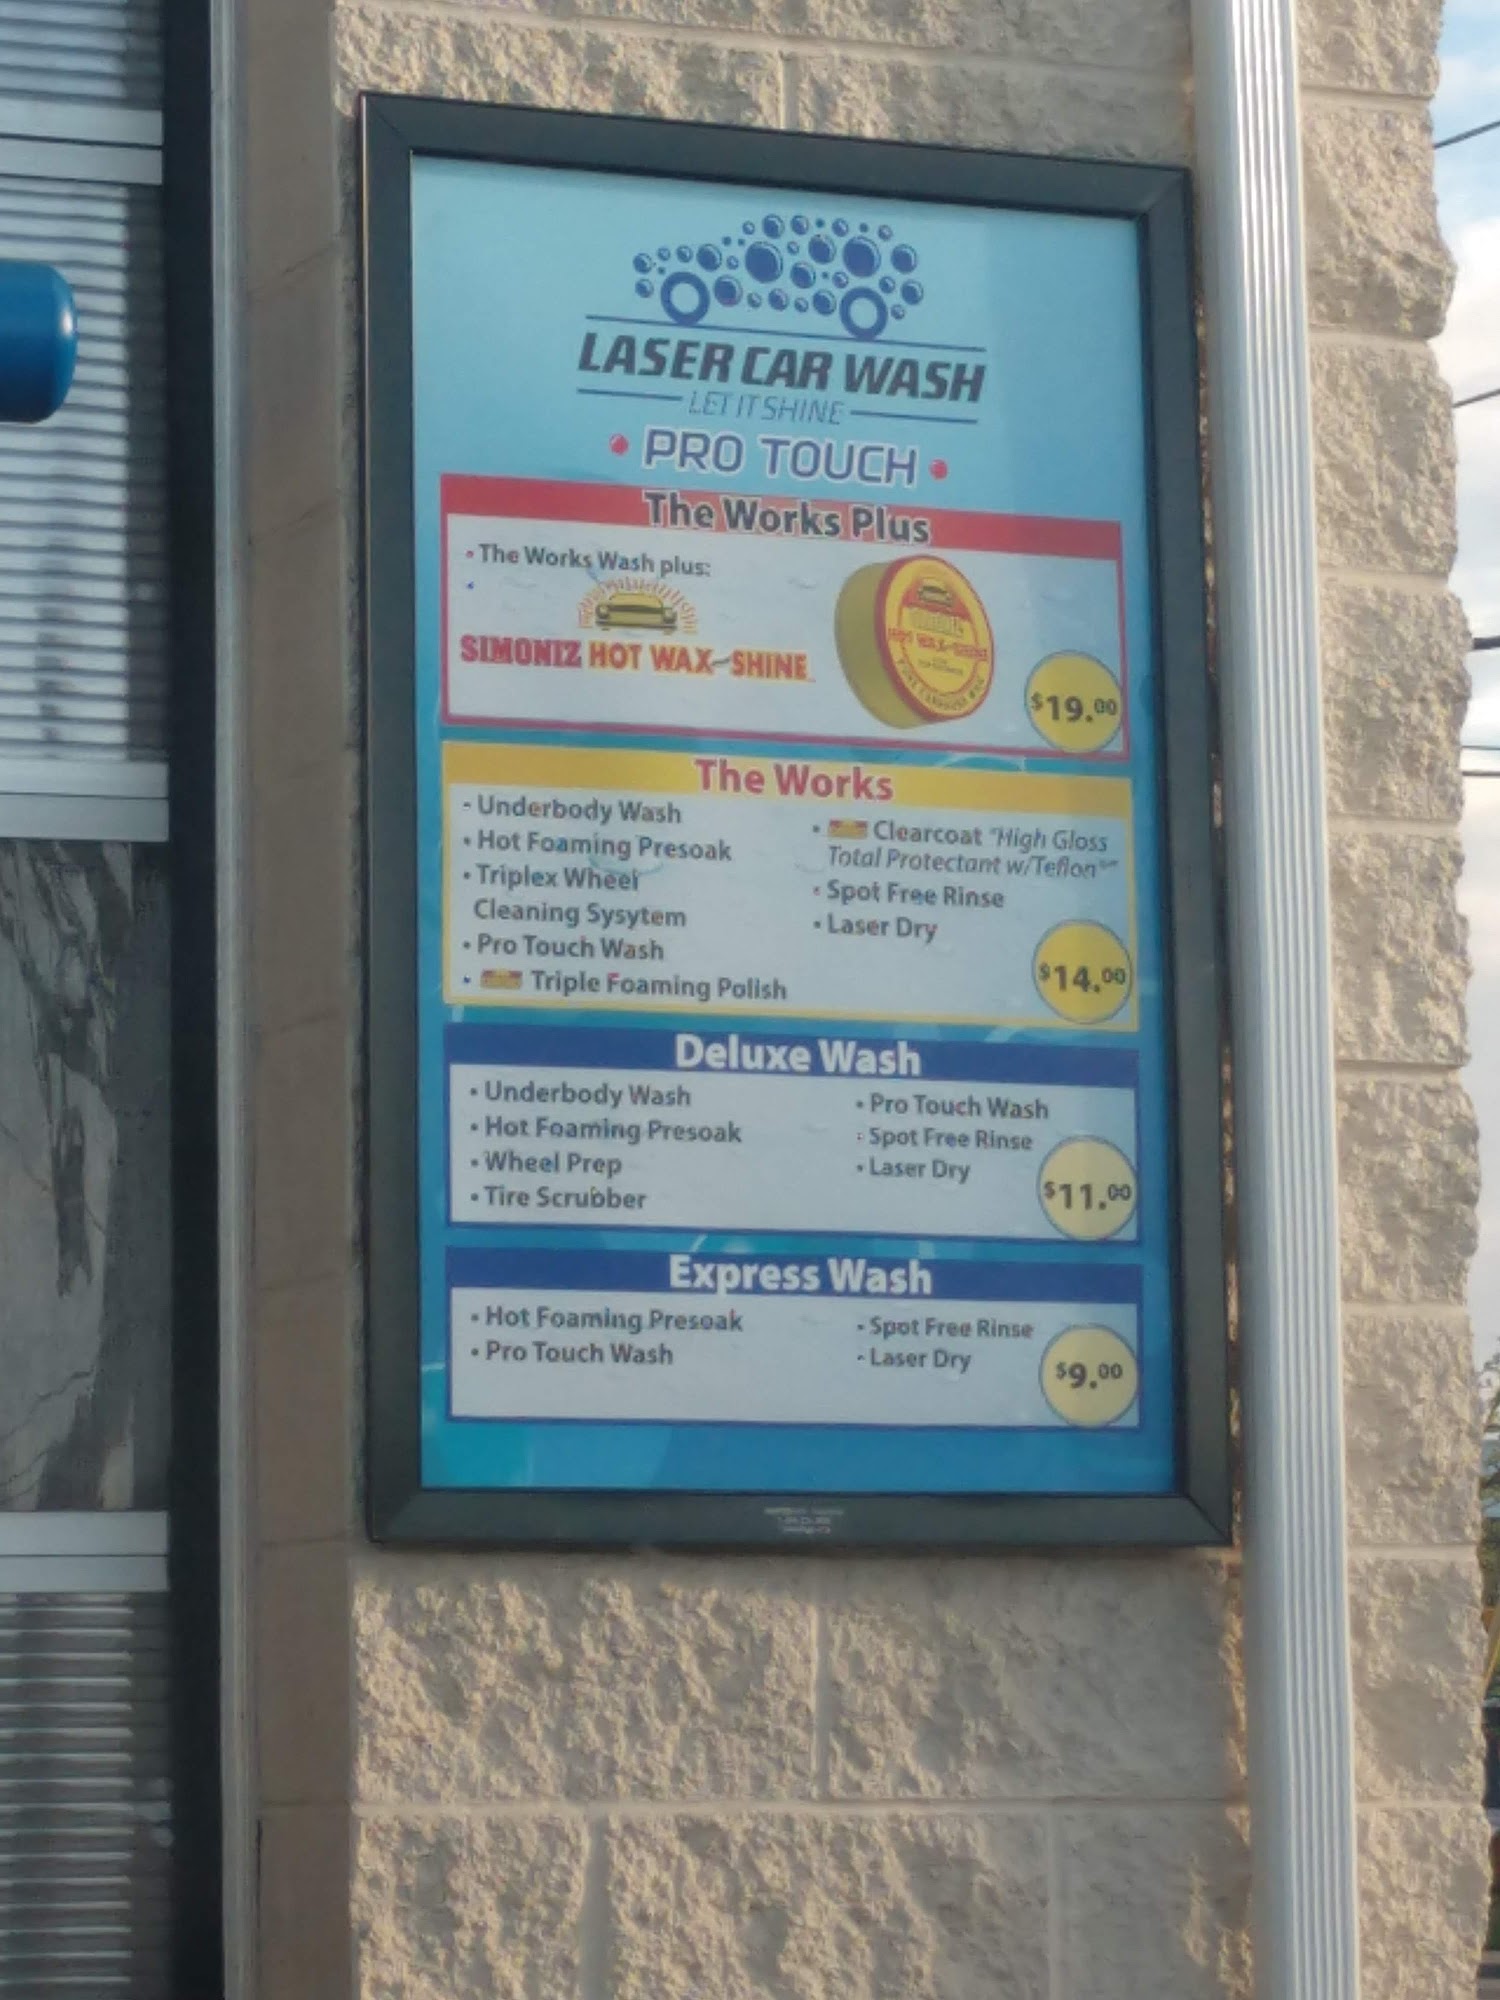 LASER CAR WASH
LET IT SHINE
• PRO TOUCH •
The Works Plus
• The Works Wash plus:
•
SIMONIZ HOT WAX-SHINE
HOT WAX-SHINE
$19.00
The Works
• Underbody Wash
• Hot Foaming Presoak
• Triplex Wheel
Cleaning Sysytem
• Pro Touch Wash
• Triple Foaming Polish
• Clearcoat "High Gloss
Total Protectant w/Teflon"
• Spot Free Rinse
• Laser Dry
$14.00
Deluxe Wash
• Underbody Wash
• Hot Foaming Presoak
• Wheel Prep
• Tire Scrubber
• Pro Touch Wash
• Spot Free Rinse
• Laser Dry
$11.00
Express Wash
• Hot Foaming Presoak
• Pro Touch Wash
• Spot Free Rinse
• Laser Dry
$9.00